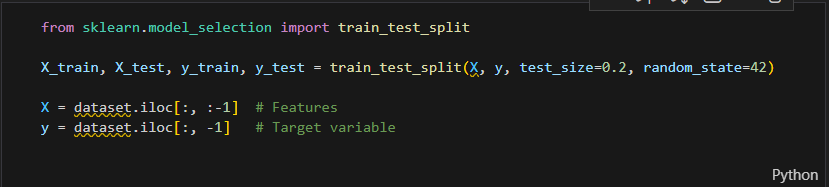 from sklearn.model_selection import train_test_split
X_train, X_test, y_train, y_test = train_test_split(X, y, test_size=0.2, random_state=42)
X = dataset.iloc[:, :-1]  # Features
y = dataset.iloc[:, -1]   # Target variable
Python